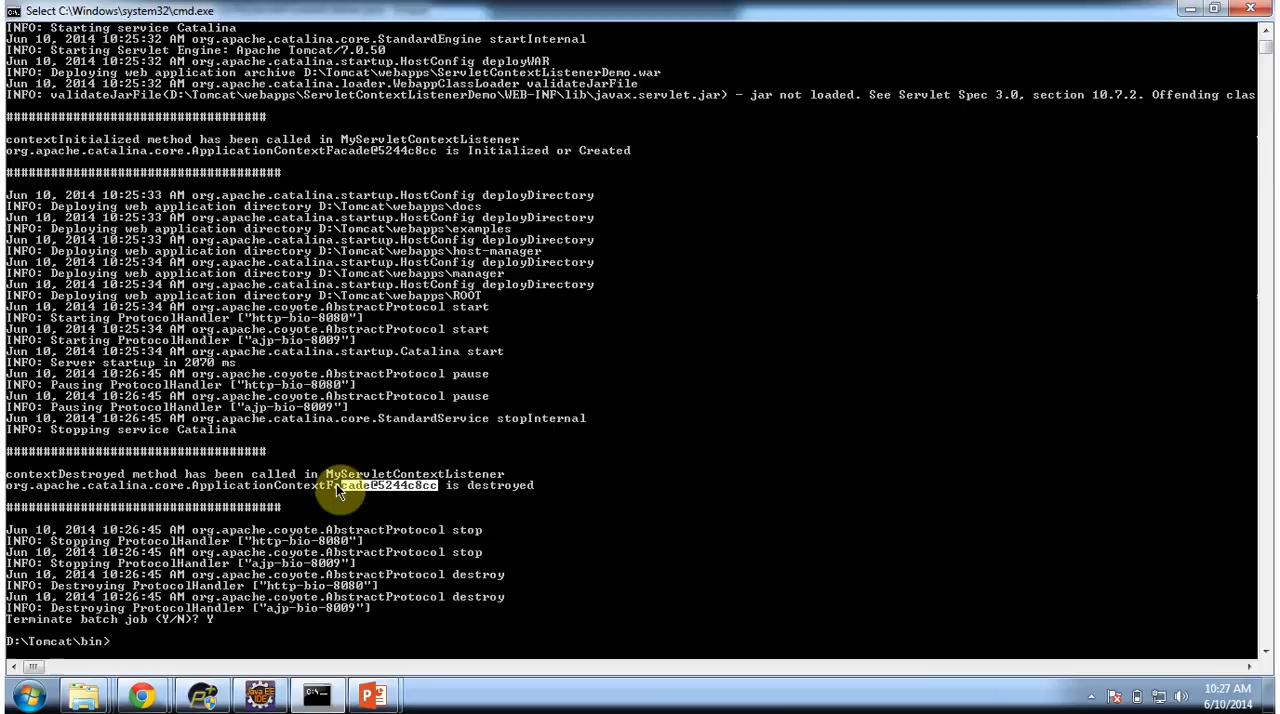 Select C:\Windows\system32\cmd.exe
INFO: Starting service Catalina
Jun 10, 2014 10:25:32 AM org.apache.catalina.core.StandardEngine startInternal
INFO: Starting Servlet Engine: Apache Tomcat/7.0.50
Jun 10, 2014 10:25:32 AM org.apache.catalina.startup.HostConfig deployWAR
INFO: Deploying web application archive D:\Tomcat\webapps\ServletContextListenerDemo.war
Jun 10, 2014 10:25:32 AM org.apache.catalina.loader.WebappClassLoader validateJarFile
INFO: validateJarFile(D:\Tomcat\webapps\ServletContextListenerDemo\WEB-INF\lib\javax.servlet.jar) - jar not loaded. See Servlet Spec 3.0, section 10.7.2. Offending clas
###################################
contextInitialized method has been called in MyServletContextListener
org.apache.catalina.core.ApplicationContextFacade@5244c8cc is Initialized or Created
#####################################
Jun 10, 2014 10:25:33 AM org.apache.catalina.startup.HostConfig deployDirectory
INFO: Deploying web application directory D:\Tomcat\webapps\docs
Jun 10, 2014 10:25:33 AM org.apache.catalina.startup.HostConfig deployDirectory
INFO: Deploying web application directory D:\Tomcat\webapps\examples
Jun 10, 2014 10:25:33 AM org.apache.catalina.startup.HostConfig deployDirectory
INFO: Deploying web application directory D:\Tomcat\webapps\host-manager
Jun 10, 2014 10:25:34 AM org.apache.catalina.startup.HostConfig deployDirectory
INFO: Deploying web application directory D:\Tomcat\webapps\manager
Jun 10, 2014 10:25:34 AM org.apache.catalina.startup.HostConfig deployDirectory
INFO: Deploying web application directory D:\Tomcat\webapps\ROOT
Jun 10, 2014 10:25:34 AM org.apache.coyote.AbstractProtocol start
INFO: Starting ProtocolHandler ["http-bio-8080"]
Jun 10, 2014 10:25:34 AM org.apache.coyote.AbstractProtocol start
INFO: Starting ProtocolHandler ["ajp-bio-8009"]
Jun 10, 2014 10:25:34 AM org.apache.catalina.startup.Catalina start
INFO: Server startup in 2070 ms
Jun 10, 2014 10:26:45 AM org.apache.coyote.AbstractProtocol pause
INFO: Pausing ProtocolHandler ["http-bio-8080"]
Jun 10, 2014 10:26:45 AM org.apache.coyote.AbstractProtocol pause
INFO: Pausing ProtocolHandler ["ajp-bio-8009"]
Jun 10, 2014 10:26:45 AM org.apache.catalina.core.StandardService stopInternal
INFO: Stopping service Catalina
###################################
contextDestroyed method has been called in MyServletContextListener
org.apache.catalina.core.ApplicationContextFacade@5244c8cc is destroyed
#####################################
Jun 10, 2014 10:26:45 AM org.apache.coyote.AbstractProtocol stop
INFO: Stopping ProtocolHandler ["http-bio-8080"]
Jun 10, 2014 10:26:45 AM org.apache.coyote.AbstractProtocol stop
INFO: Stopping ProtocolHandler ["ajp-bio-8009"]
Jun 10, 2014 10:26:45 AM org.apache.coyote.AbstractProtocol destroy
INFO: Destroying ProtocolHandler ["http-bio-8080"]
Jun 10, 2014 10:26:45 AM org.apache.coyote.AbstractProtocol destroy
INFO: Destroying ProtocolHandler ["ajp-bio-8009"]
Terminate batch job (Y/N)? Y
D:\Tomcat\bin>
Java EE
IDE
10:27 AM
6/10/2014